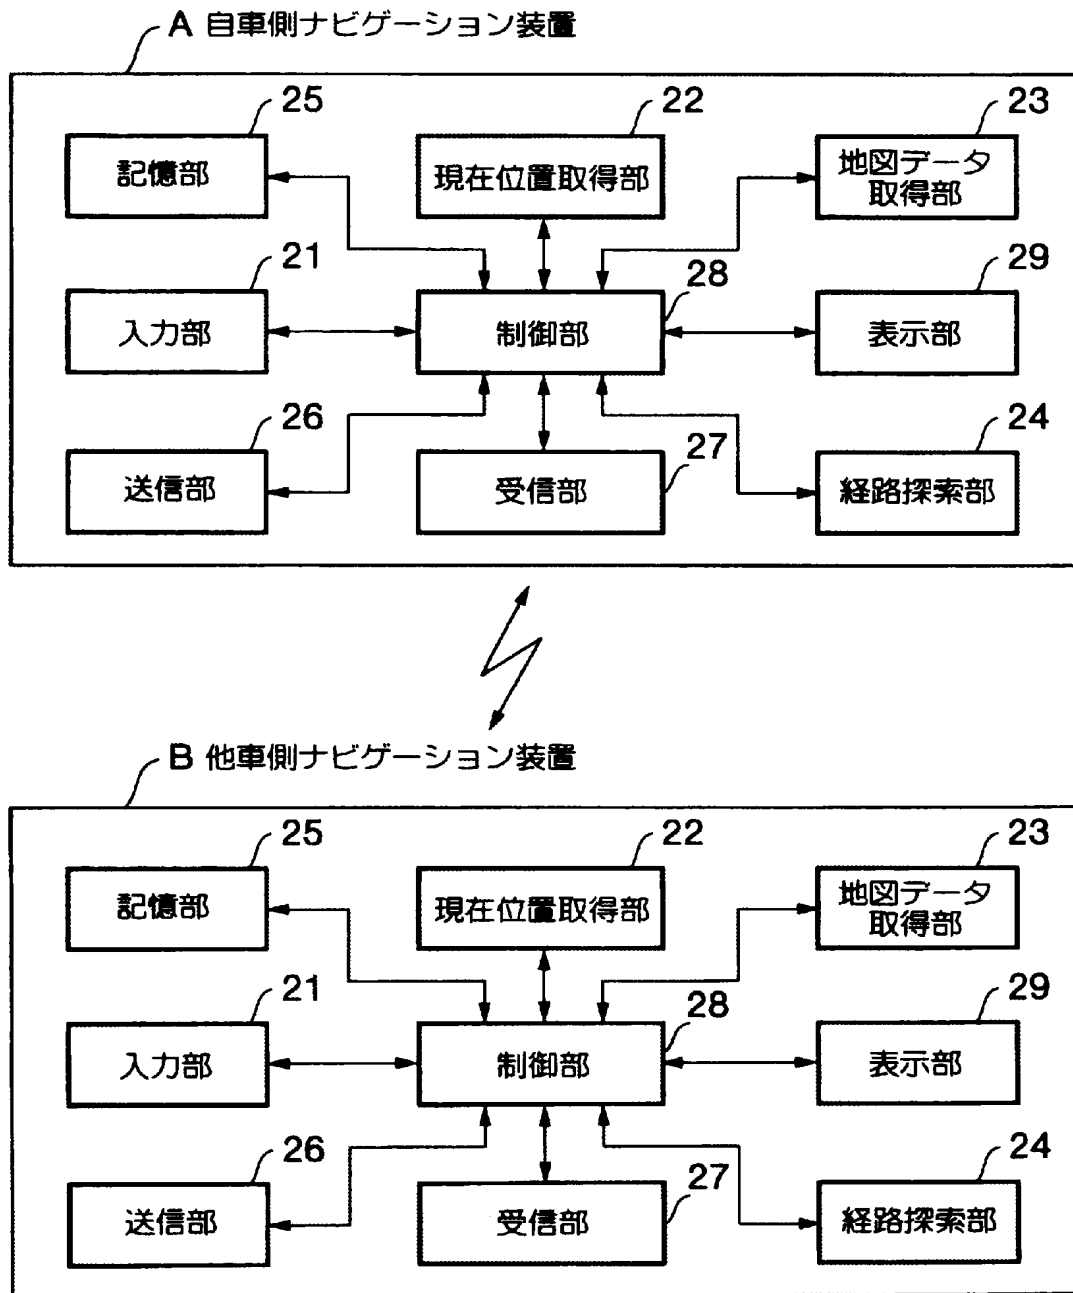 A 自車側ナビゲーション装置
25
22
23
記憶部
現在位置取得部
地図データ
取得部
21
28
29
入力部
制御部
表示部
26
27
24
送信部
受信部
経路探索部
B 他車側ナビゲーション装置
25
22
23
記憶部
現在位置取得部
地図データ
取得部
21
28
29
入力部
制御部
表示部
26
27
24
送信部
受信部
経路探索部